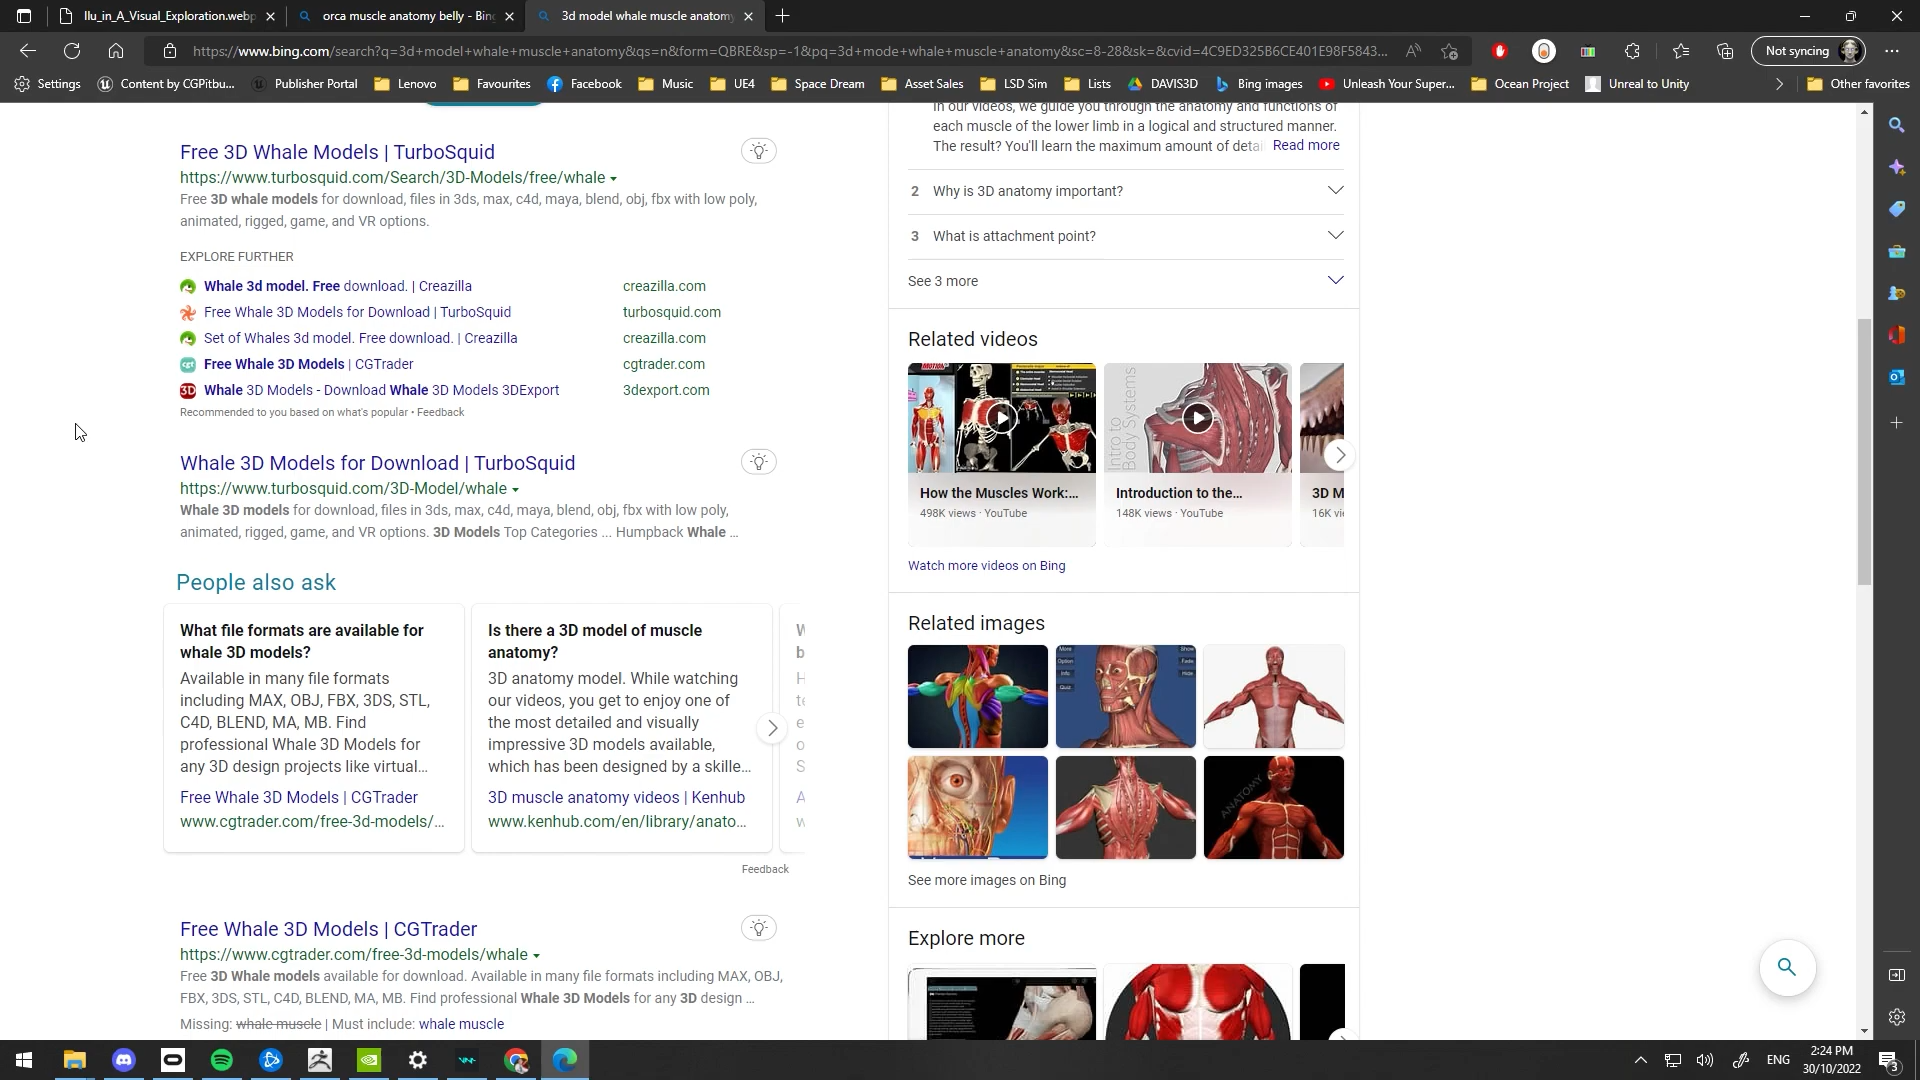 llu_in_A_Visual_Exploration.webp
orca muscle anatomy belly - Bing
3d model whale muscle anatomy
https://www.bing.com/search?q=3d+model+whale+muscle+anatomy&qs=n&form=QBRE&sp=-1&pq=3d+mode+whale+muscle+anatomy&sc=8-28&sk=&cvid=4C9ED325B6CE401E98F5843...
Not syncing
Settings
Content by CGPitbu...
Publisher Portal
Lenovo
Favourites
Facebook
Music
UE4
Space Dream
Asset Sales
LSD Sim
Lists
DAVIS3D
Bing images
Unleash Your Super...
Ocean Project
Unreal to Unity
Other favorites
Free 3D Whale Models | TurboSquid
https://www.turbosquid.com/Search/3D-Models/free/whale
Free 3D whale models for download, files in 3ds, max, c4d, maya, blend, obj, fbx with low poly,
animated, rigged, game, and VR options.
EXPLORE FURTHER
Whale 3d model. Free download. | Creazilla creazilla.com
Free Whale 3D Models for Download | TurboSquid turbosquid.com
Set of Whales 3d model. Free download. | Creazilla creazilla.com
Free Whale 3D Models | CGTrader cgtrader.com
3D Whale 3D Models - Download Whale 3D Models 3DExport 3dexport.com
Recommended to you based on what's popular • Feedback
Whale 3D Models for Download | TurboSquid
https://www.turbosquid.com/3D-Model/whale
Whale 3D models for download, files in 3ds, max, c4d, maya, blend, obj, fbx with low poly,
animated, rigged, game, and VR options. 3D Models Top Categories ... Humpback Whale ...
People also ask
What file formats are available for
whale 3D models?
Available in many file formats
including MAX, OBJ, FBX, 3DS, STL,
C4D, BLEND, MA, MB. Find
professional Whale 3D Models for
any 3D design projects like virtual...
Free Whale 3D Models | CGTrader
www.cgtrader.com/free-3d-models/...
Is there a 3D model of muscle
anatomy?
3D anatomy model. While watching
our videos, you get to enjoy one of
the most detailed and visually
impressive 3D models available,
which has been designed by a skille...
3D muscle anatomy videos | Kenhub
www.kenhub.com/en/library/anato...
Feedback
Free Whale 3D Models | CGTrader
https://www.cgtrader.com/free-3d-models/whale
Free 3D Whale models available for download. Available in many file formats including MAX, OBJ,
FBX, 3DS, STL, C4D, BLEND, MA, MB. Find professional Whale 3D Models for any 3D design ...
Missing: whale muscle | Must include: whale muscle
In our videos, we guide you through the anatomy and functions of
each muscle of the lower limb in a logical and structured manner.
The result? You'll learn the maximum amount of detai Read more
2 Why is 3D anatomy important?
3 What is attachment point?
See 3 more
Related videos
MOTION
Intro to
Body Systems
How the Muscles Work:...
498K views · YouTube
Introduction to the...
148K views · YouTube
3D M
16K vi
Watch more videos on Bing
Related images
More
Option
Info
Quiz
Show
Fade
Hide
ANATOMY
See more images on Bing
Explore more
ENG
2:24 PM
30/10/2022
3